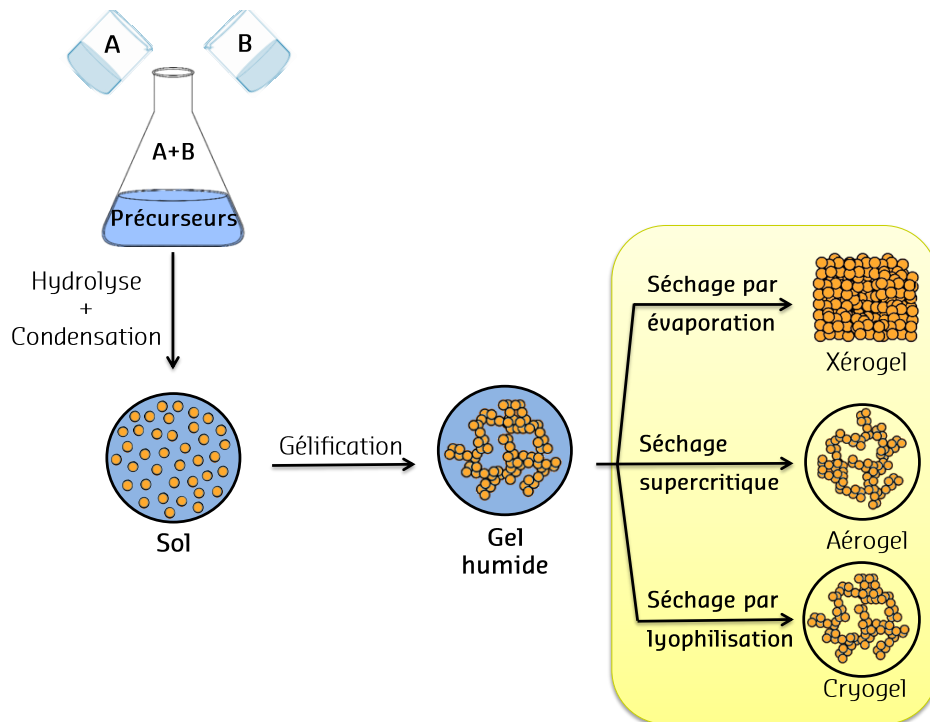 A
B
A+B
Précurseurs
Hydrolyse
+
Condensation
Sol
Gélification
Gel
humide
Séchage par
évaporation
Xérogel
Séchage
supercritique
Aérogel
Séchage par
lyophilisation
Cryogel